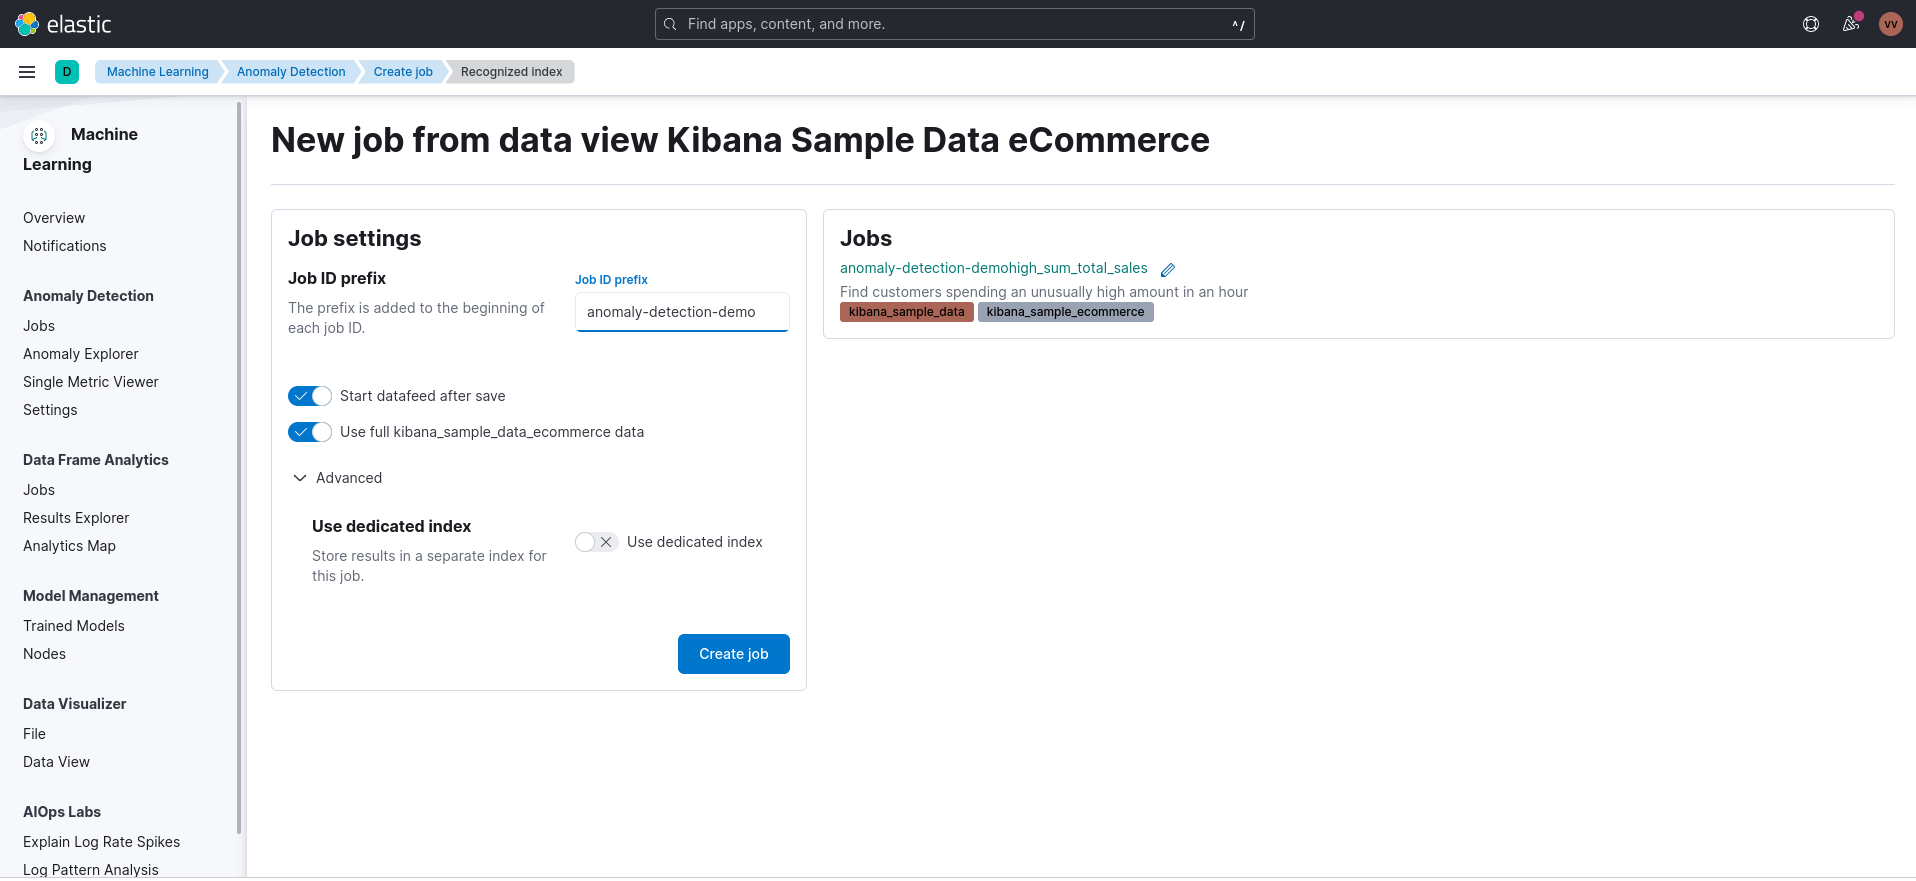 elastic
Find apps, content, and more.
^/
VV
D
Machine Learning
Anomaly Detection
Create job
Recognized index
Machine
Learning
Overview
Notifications
Anomaly Detection
Jobs
Anomaly Explorer
Single Metric Viewer
Settings
Data Frame Analytics
Jobs
Results Explorer
Analytics Map
Model Management
Trained Models
Nodes
Data Visualizer
File
Data View
AIOps Labs
Explain Log Rate Spikes
Log Pattern Analysis
New job from data view Kibana Sample Data eCommerce
Job settings
Job ID prefix
The prefix is added to the beginning of
each job ID.
Job ID prefix
anomaly-detection-demo
Start datafeed after save
Use full kibana_sample_data_ecommerce data
Advanced
Use dedicated index
Store results in a separate index for
this job.
Use dedicated index
Create job
Jobs
anomaly-detection-demohigh_sum_total_sales
Find customers spending an unusually high amount in an hour
kibana_sample_data kibana_sample_ecommerce